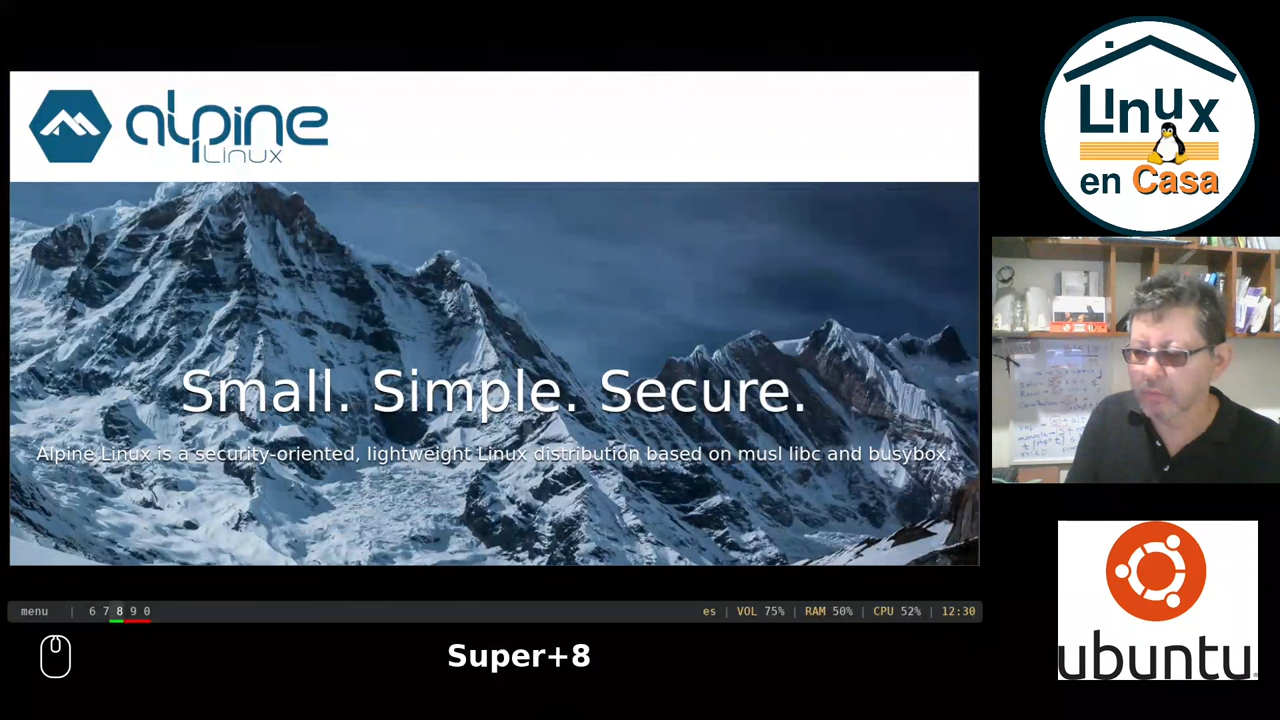 alpine
Linux
Small. Simple. Secure.
Alpine Linux is a security-oriented, lightweight Linux distribution based on musl libc and busybox.
menu | 6 7 8 9 0
es | VOL 75% | RAM 50% | CPU 52% | 12:30
Super+8
Linux
en Casa
ubuntu